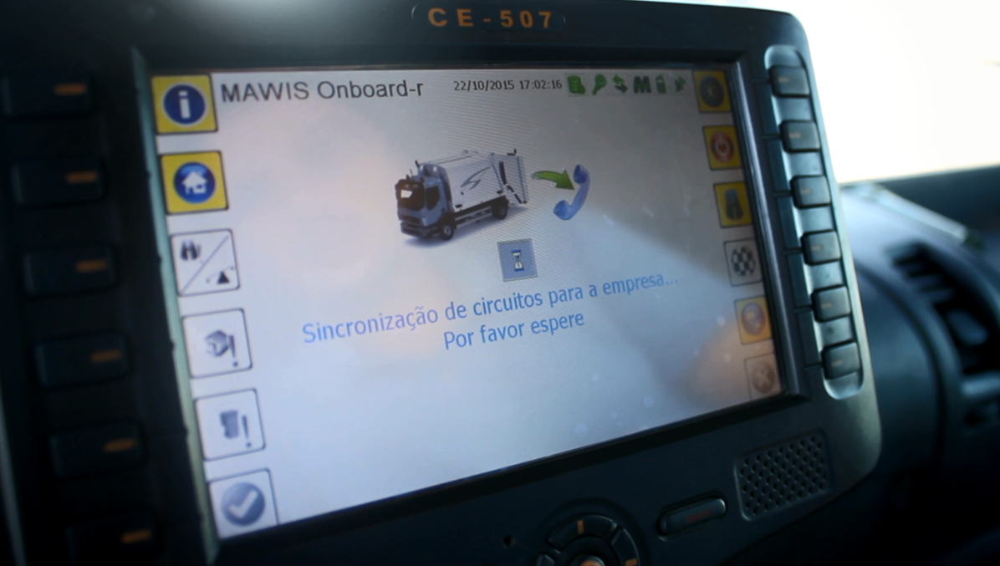 CE-507
MAWIS Onboard-r 22/10/2015 17:02:16
Sincronização de circuitos para a empresa...
Por favor espere